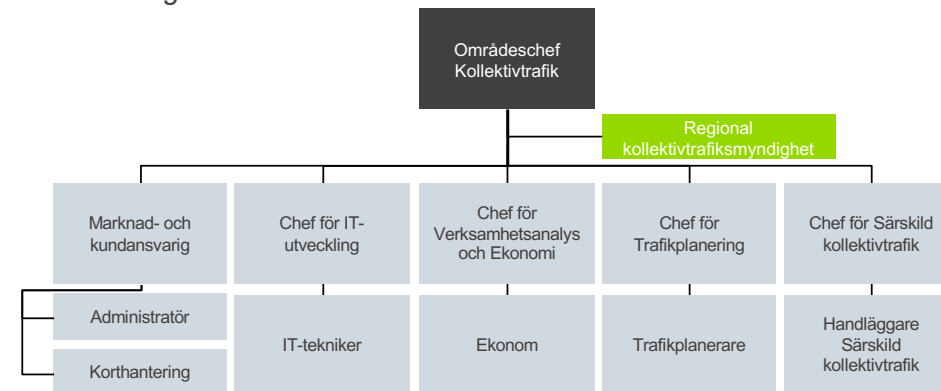 Områdeschef
Kollektivtrafik
Regional
kollektivtrafiksmyndighet
Marknad- och
kundansvarig
Chef för IT-
utveckling
Chef för
Verksamhetsanalys
och Ekonomi
Chef för
Trafikplanering
Chef för Särskild
kollektivtrafik
Administratör
Korthantering
IT-tekniker
Ekonom
Trafikplanerare
Handläggare
Särskild
kollektivtrafik